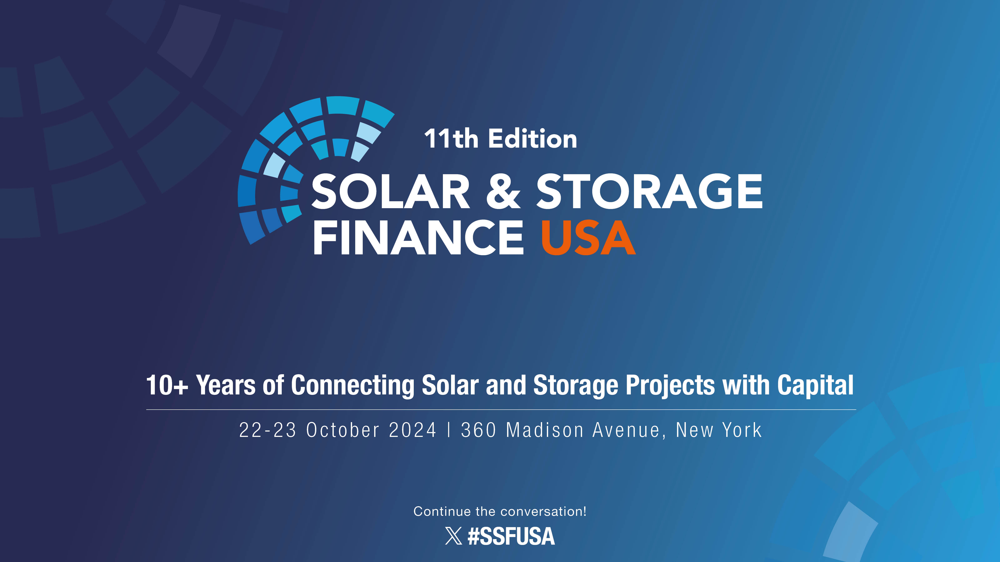 11th Edition
SOLAR & STORAGE
FINANCE USA
10+ Years of Connecting Solar and Storage Projects with Capital
22-23 October 2024 | 360 Madison Avenue, New York
Continue the conversation!
𝕏 #SSFUSA